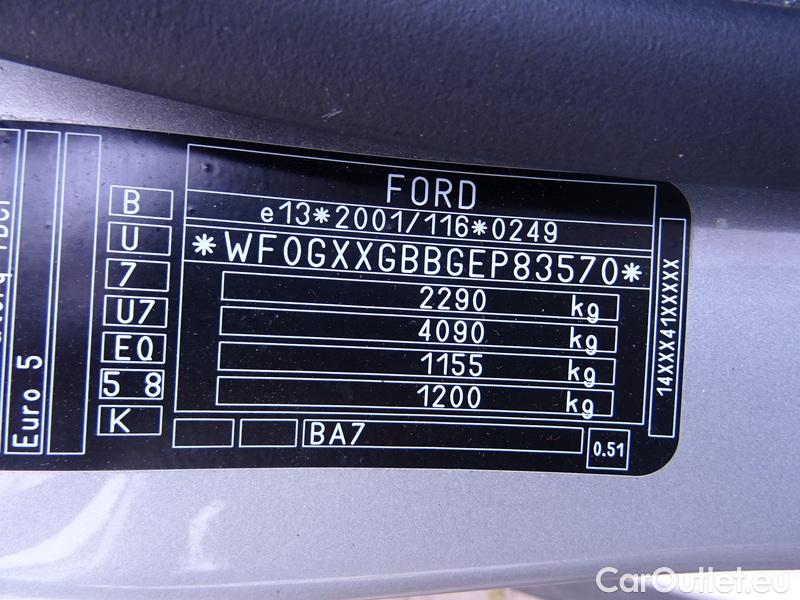 FORD
e13*2001/116*0249
*WF0GXXGBBGEP83570*
2290 kg
4090 kg
1155 kg
1200 kg
BA7
0.51
B
U
7
U7
EQ
5 8
K
Euro 5
TDCi
14XXX41XXXXX
CarOutlet.eu